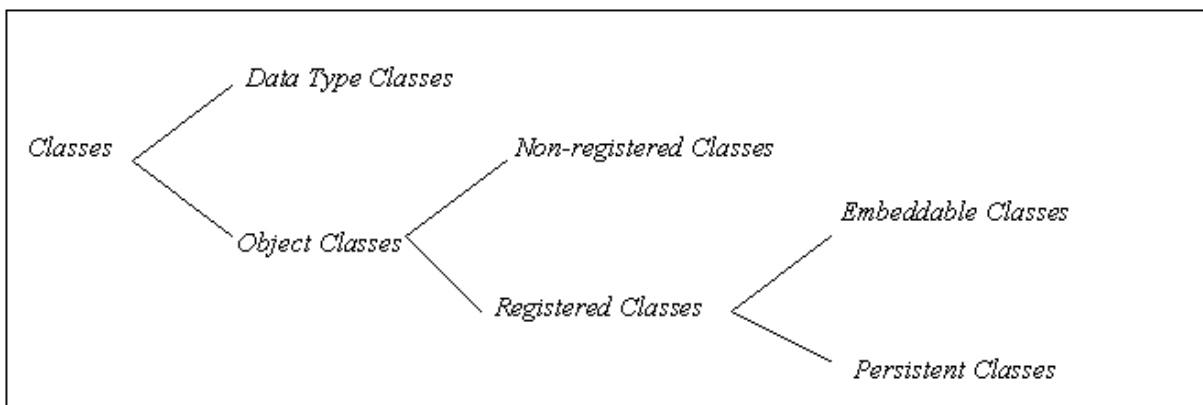 Data Type Classes
Classes
Non-registered Classes
Embeddable Classes
Object Classes
Registered Classes
Persistent Classes